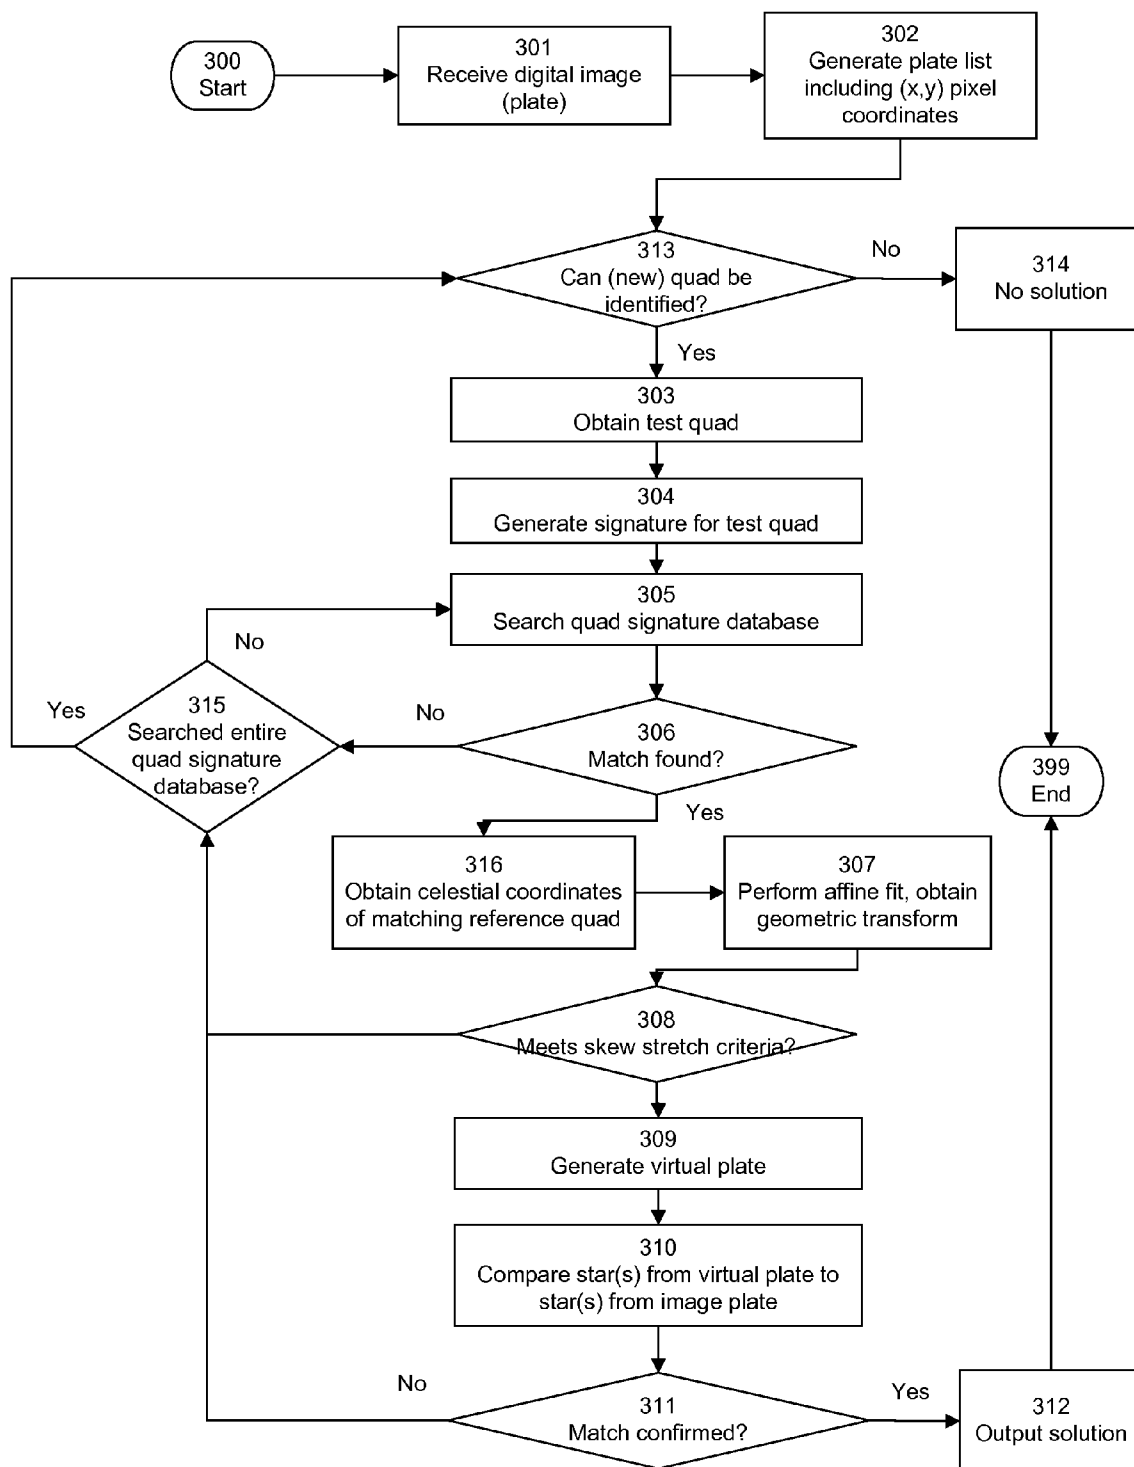 300
Start
301
Receive digital image
(plate)
302
Generate plate list
including (x,y) pixel
coordinates
313
Can (new) quad be
identified?
No
314
No solution
Yes
303
Obtain test quad
304
Generate signature for test quad
305
Search quad signature database
No
315
Searched entire
quad signature
database?
Yes
No
306
Match found?
399
End
Yes
316
Obtain celestial coordinates
of matching reference quad
307
Perform affine fit, obtain
geometric transform
308
Meets skew stretch criteria?
309
Generate virtual plate
310
Compare star(s) from virtual plate to
star(s) from image plate
No
311
Match confirmed?
Yes
312
Output solution